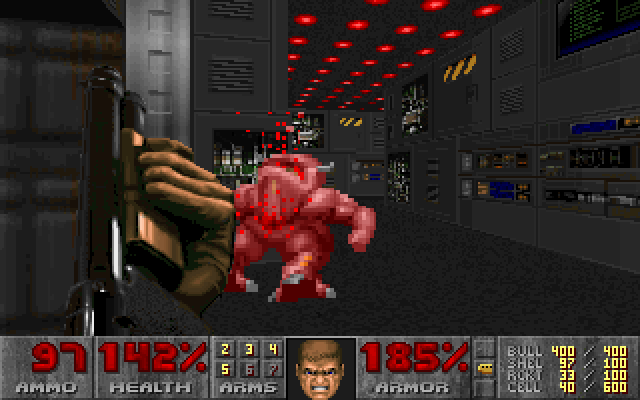 97 142% 2 3 4 185% BULL 400 / 400
SHEL 97 / 100
5 6 7 RCKT 33 / 100
AMMO HEALTH ARMS ARMOR CELL 40 / 600